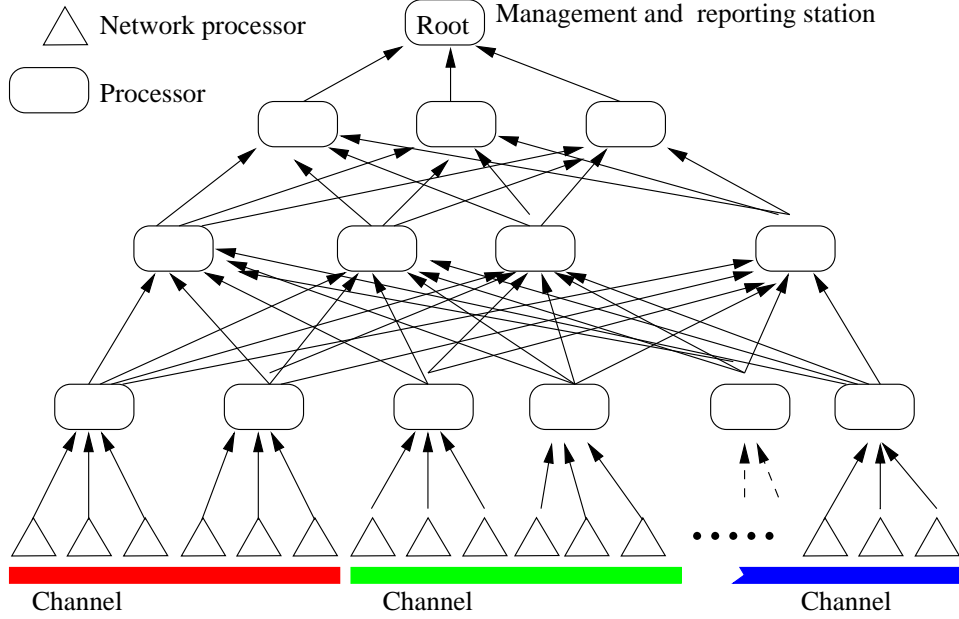 Network processor
Root
Management and reporting station
Processor
Channel
Channel
Channel